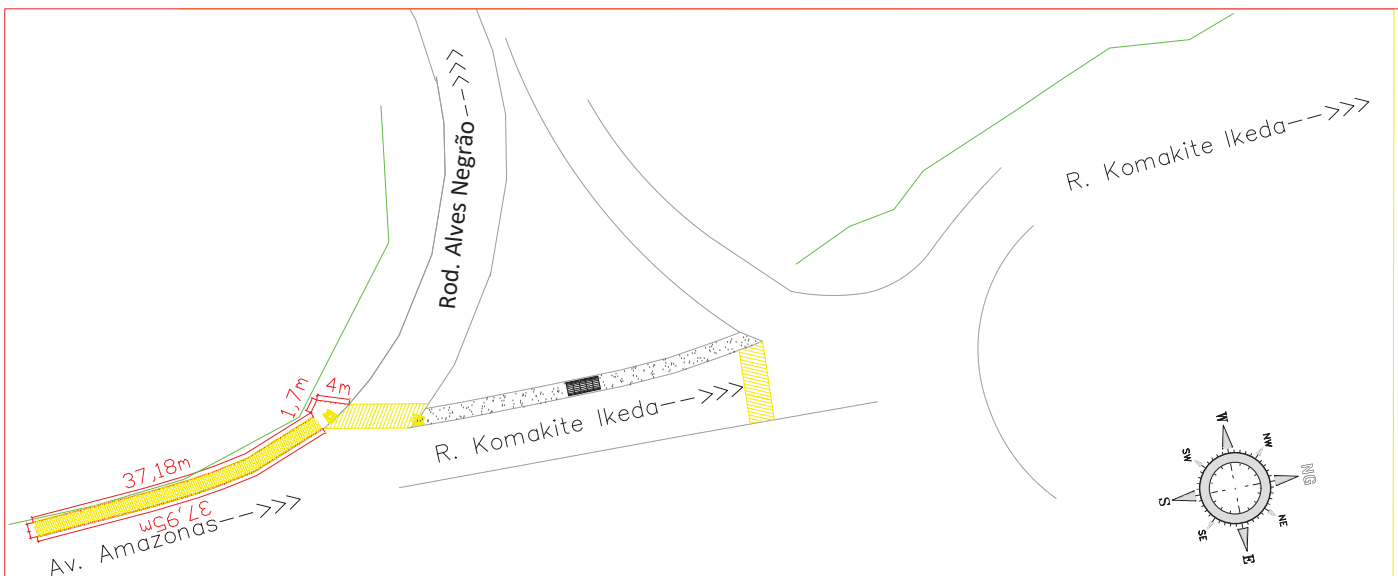 Rod. Alves Negrão--->>>
R. Komakite Ikeda-->>>
1,7m
4m
R. Komakite Ikeda-->>>
37,18m
37,95m
Av. Amazonas-->>>
W
NW
NG
NE
E
SE
S
SW